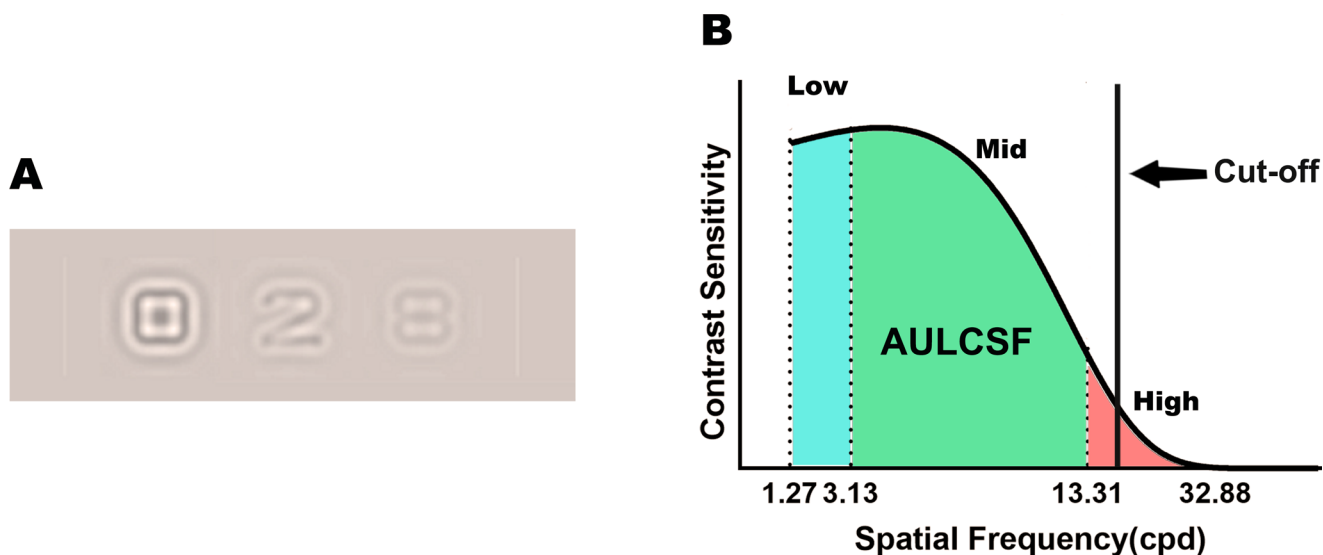 A
0 2 8
B
Low
Mid
Cut-off
High
AULCSF
Contrast Sensitivity
1.27 3.13 13.31 32.88
Spatial Frequency(cpd)